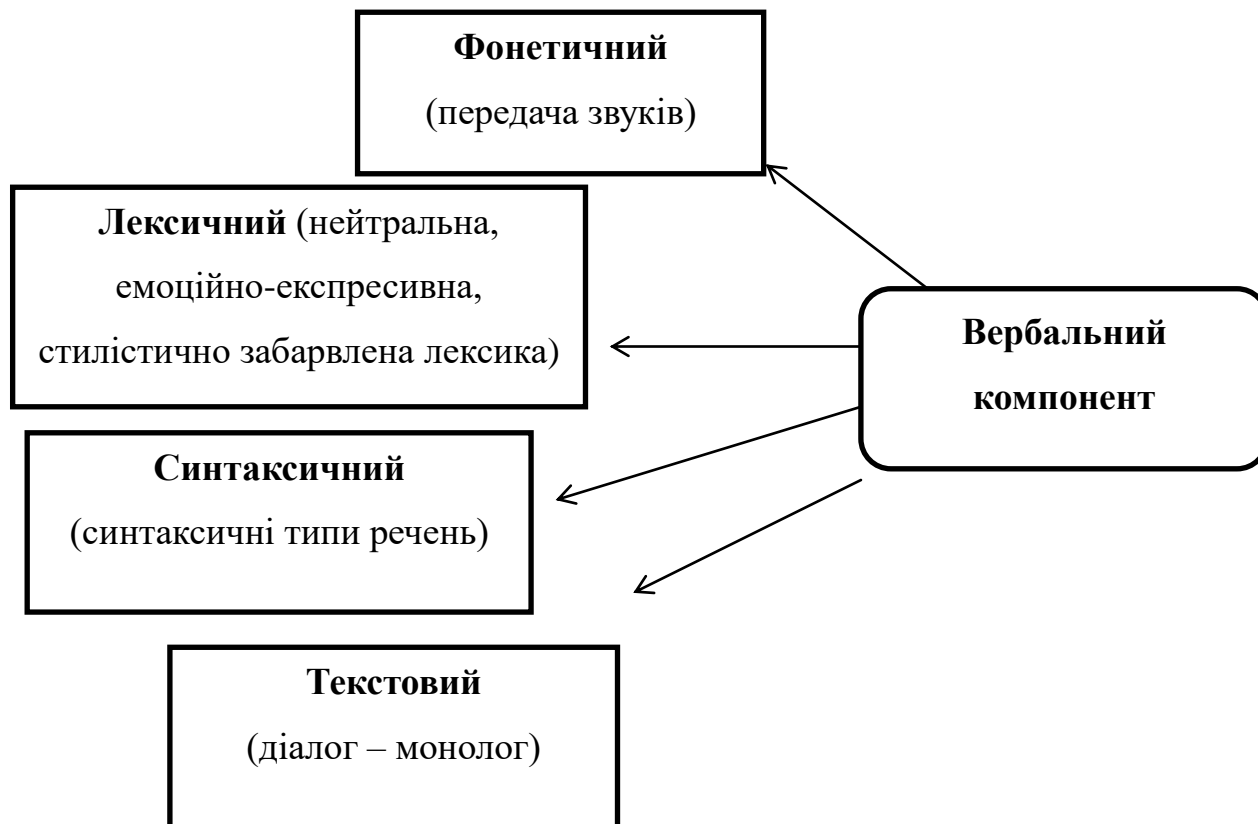 Фонетичний
(передача звуків)
Лексичний (нейтральна,
емоційно-експресивна,
стилістично забарвлена лексика)
Вербальний
компонент
Синтаксичний
(синтаксичні типи речень)
Текстовий
(діалог – монолог)